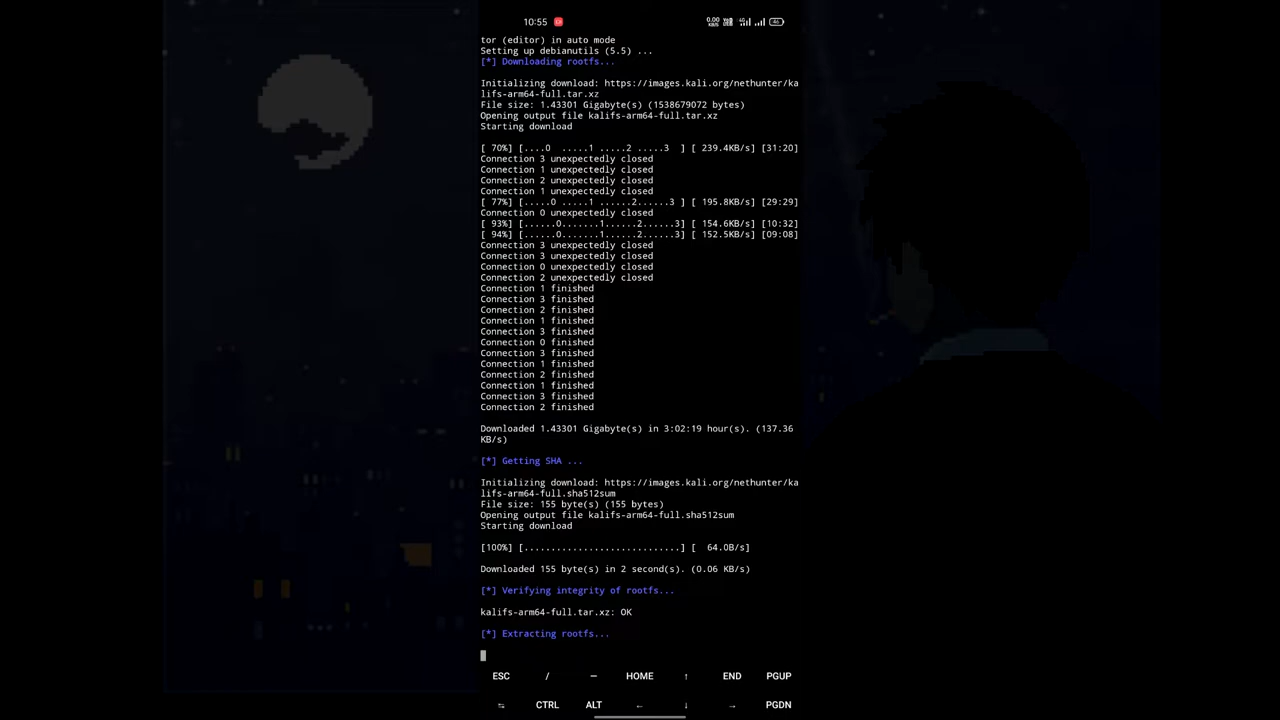 10:55
0.00 KB/s 4G 46
tor (editor) in auto mode
Setting up debianutils (5.5) ...
[*] Downloading rootfs...
Initializing download: https://images.kali.org/nethunter/ka
lifs-arm64-full.tar.xz
File size: 1.43301 Gigabyte(s) (1538679072 bytes)
Opening output file kalifs-arm64-full.tar.xz
Starting download
[ 70%] [....0 .....1 .....2 .....3  ] [ 239.4KB/s] [31:20]
Connection 3 unexpectedly closed
Connection 1 unexpectedly closed
Connection 2 unexpectedly closed
Connection 1 unexpectedly closed
[ 77%] [.....0 .....1 ......2.....3 ] [ 195.8KB/s] [29:29]
Connection 0 unexpectedly closed
[ 93%] [......0.......1......2......3] [ 154.6KB/s] [10:32]
[ 94%] [......0.......1......2......3] [ 152.5KB/s] [09:08]
Connection 3 unexpectedly closed
Connection 3 unexpectedly closed
Connection 0 unexpectedly closed
Connection 2 unexpectedly closed
Connection 1 finished
Connection 3 finished
Connection 2 finished
Connection 1 finished
Connection 3 finished
Connection 0 finished
Connection 3 finished
Connection 1 finished
Connection 2 finished
Connection 1 finished
Connection 3 finished
Connection 2 finished
Downloaded 1.43301 Gigabyte(s) in 3:02:19 hour(s). (137.36
KB/s)
[*] Getting SHA ...
Initializing download: https://images.kali.org/nethunter/ka
lifs-arm64-full.sha512sum
File size: 155 byte(s) (155 bytes)
Opening output file kalifs-arm64-full.sha512sum
Starting download
[100%] [............................] [  64.0B/s]
Downloaded 155 byte(s) in 2 second(s). (0.06 KB/s)
[*] Verifying integrity of rootfs...
kalifs-arm64-full.tar.xz: OK
[*] Extracting rootfs...
ESC / — HOME ↑ END PGUP
↹ CTRL ALT ← ↓ → PGDN